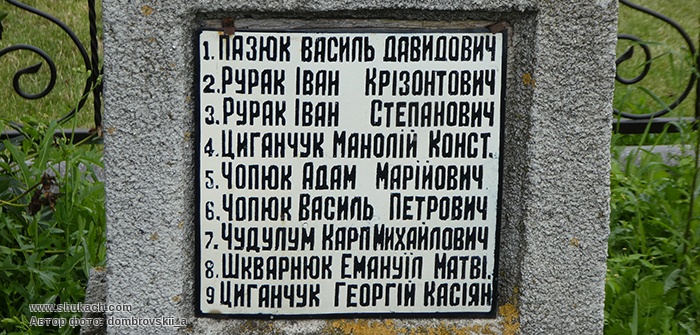 1. ПАЗЮК ВАСИЛЬ ДАВИДОВИЧ
2. РУРАК ІВАН КРІЗОНТОВИЧ
3. РУРАК ІВАН СТЕПАНОВИЧ
4. ЦИГАНЧУК МАНОЛІЙ КОНСТ.
5. ЧОПЮК АДАМ МАРІЙОВИЧ
6. ЧОПЮК ВАСИЛЬ ПЕТРОВИЧ
7. ЧУДУЛУМ КАРП МИХАЙЛОВИЧ
8. ШКВАРНЮК ЕМАНУЇЛ МАТВІ.
9 ЦИГАНЧУК ГЕОРГІЙ КАСІЯН
www.shukach.com
Автор фото: dombrovskii_a